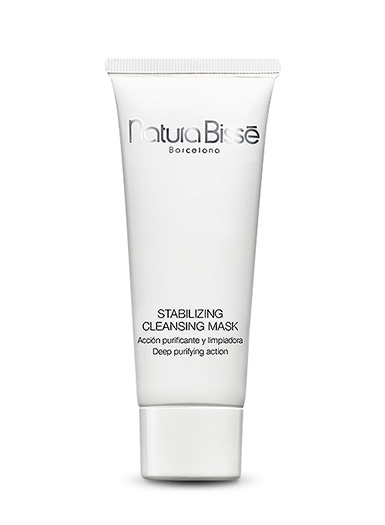 Natura Bissé
Barcelona
STABILIZING
CLEANSING MASK
Acción purificante y limpiadora
Deep purifying action